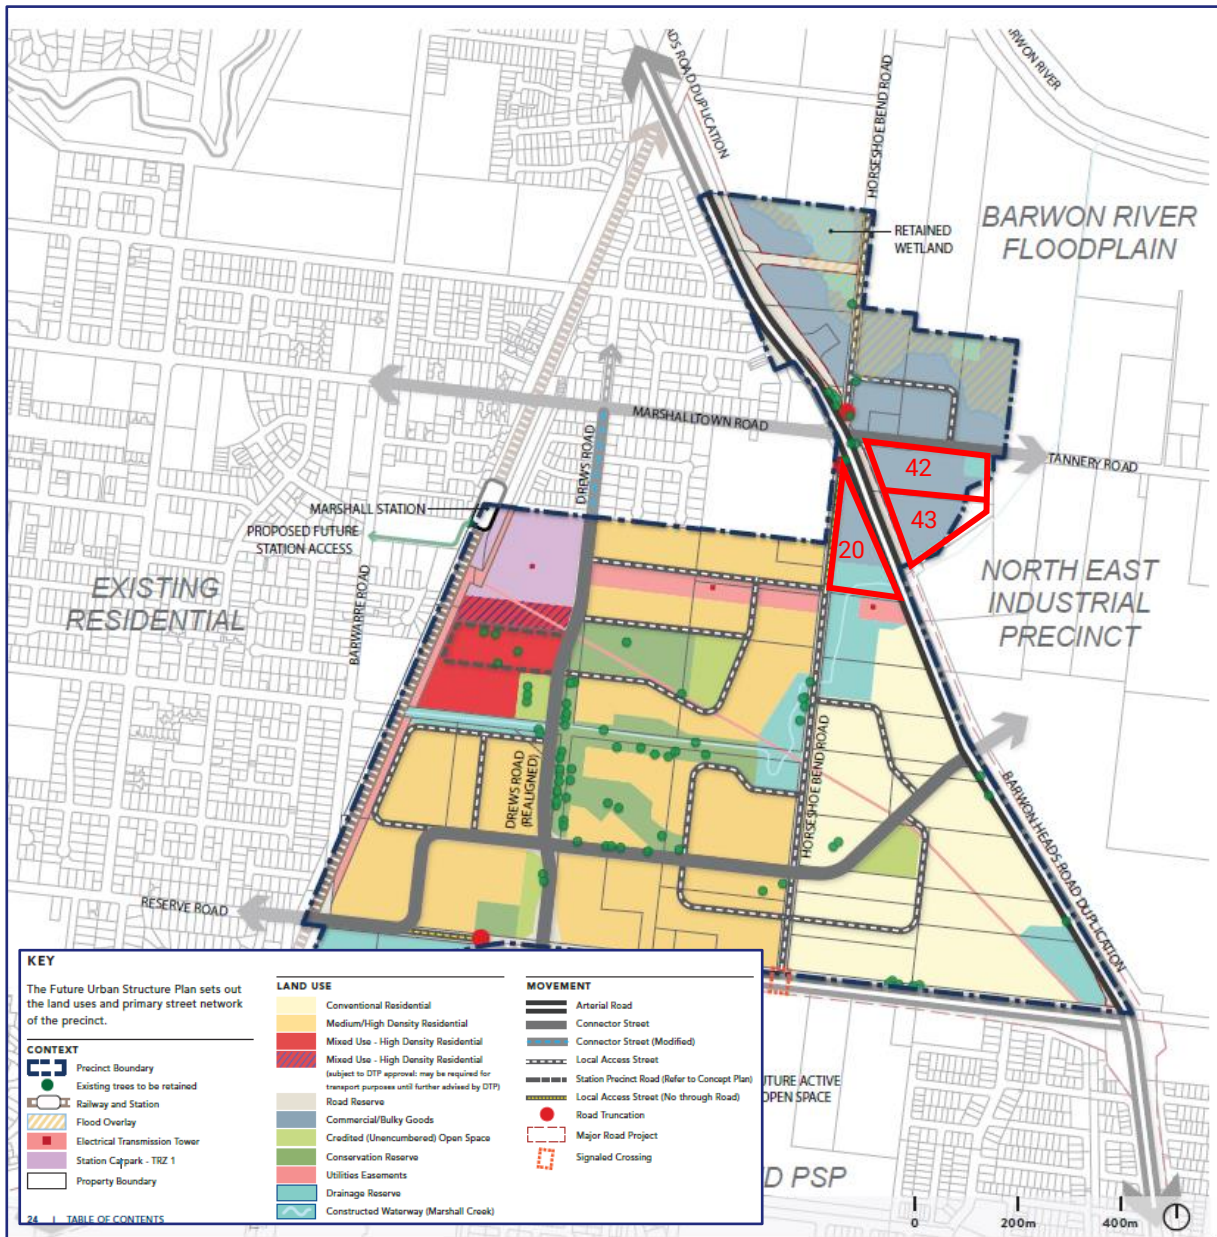 ADS ROAD DUPLICATION
HORSESHOE BEND ROAD
RWON RIVER
BARWON RIVER
FLOODPLAIN
RETAINED
WETLAND
MARSHALLTOWN ROAD
TANNERY ROAD
42
43
20
DREWS ROAD
MARSHALL STATION
PROPOSED FUTURE
STATION ACCESS
EXISTING
RESIDENTIAL
BARWARRE ROAD
NORTH EAST
INDUSTRIAL
PRECINCT
DREWS ROAD
(REALIGNED)
HORSESHOE BEND ROAD
BARWON HEADS ROAD DUPLICATION
RESERVE ROAD
UTURE ACTIVE
OPEN SPACE
D PSP
0 200m 400m
KEY
The Future Urban Structure Plan sets out
the land uses and primary street network
of the precinct.
CONTEXT
Precinct Boundary
Existing trees to be retained
Railway and Station
Flood Overlay
Electrical Transmission Tower
Station Carpark - TRZ 1
Property Boundary
LAND USE
Conventional Residential
Medium/High Density Residential
Mixed Use - High Density Residential
Mixed Use - High Density Residential
(subject to DTP approval: may be required for
transport purposes until further advised by DTP)
Road Reserve
Commercial/Bulky Goods
Credited (Unencumbered) Open Space
Conservation Reserve
Utilities Easements
Drainage Reserve
Constructed Waterway (Marshall Creek)
MOVEMENT
Arterial Road
Connector Street
Connector Street (Modified)
Local Access Street
Station Precinct Road (Refer to Concept Plan)
Local Access Street (No through Road)
Road Truncation
Major Road Project
Signaled Crossing
24 | TABLE OF CONTENTS